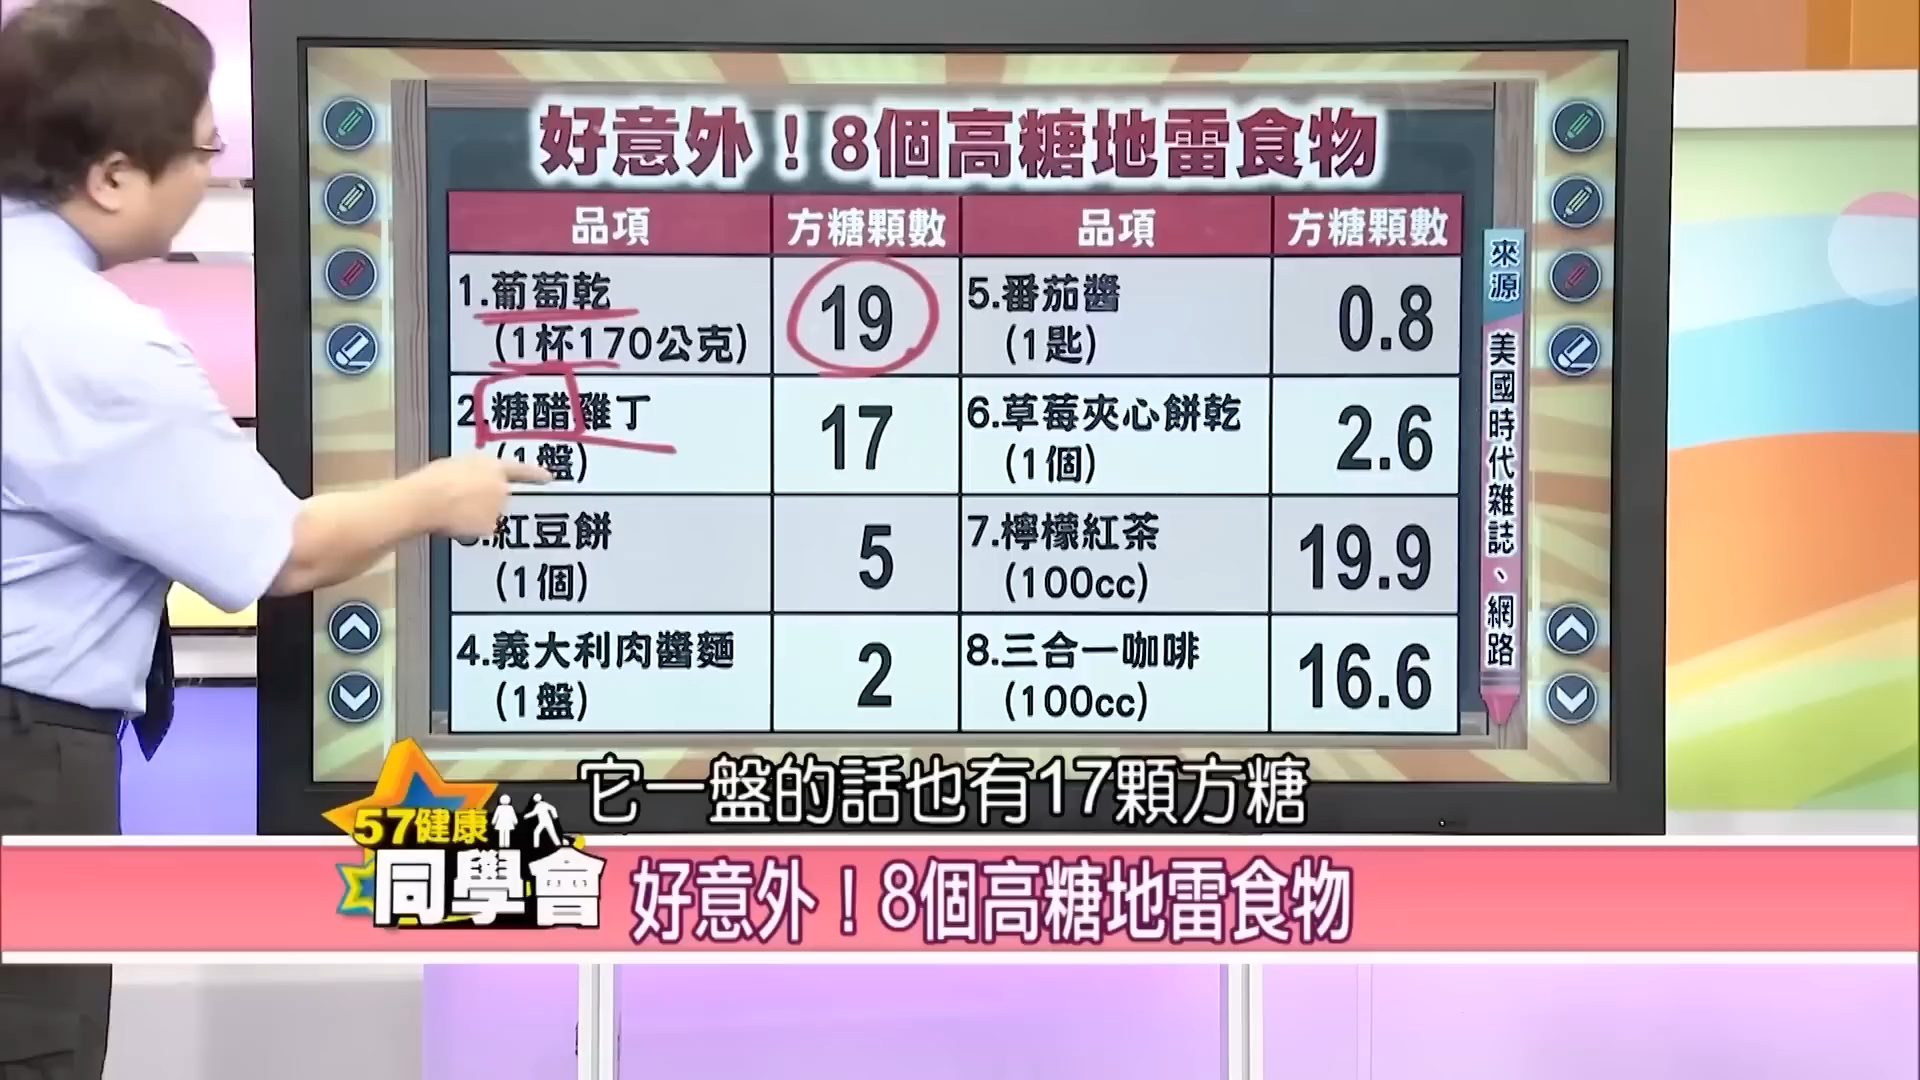 好意外！8個高糖地雷食物
品項 方糖顆數 品項 方糖顆數
1.葡萄乾 (1杯170公克) 19 5.番茄醬 (1匙) 0.8
2.糖醋雞丁 (1盤) 17 6.草莓夾心餅乾 (1個) 2.6
3.紅豆餅 (1個) 5 7.檸檬紅茶 (100cc) 19.9
4.義大利肉醬麵 (1盤) 2 8.三合一咖啡 (100cc) 16.6
來源 美國時代雜誌、網路
它一盤的話也有17顆方糖
57健康
同學會
好意外！8個高糖地雷食物